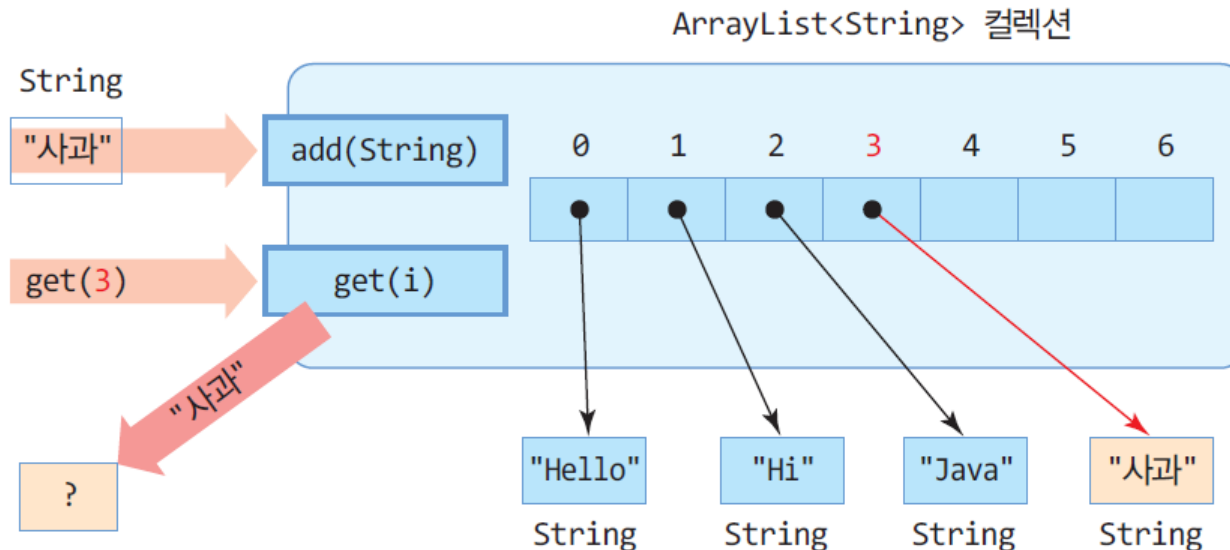 ArrayList<String> 컬렉션
String
"사과"
add(String)
0 1 2 3 4 5 6
get(3)
get(i)
"사과"
?
"Hello" "Hi" "Java" "사과"
String String String String